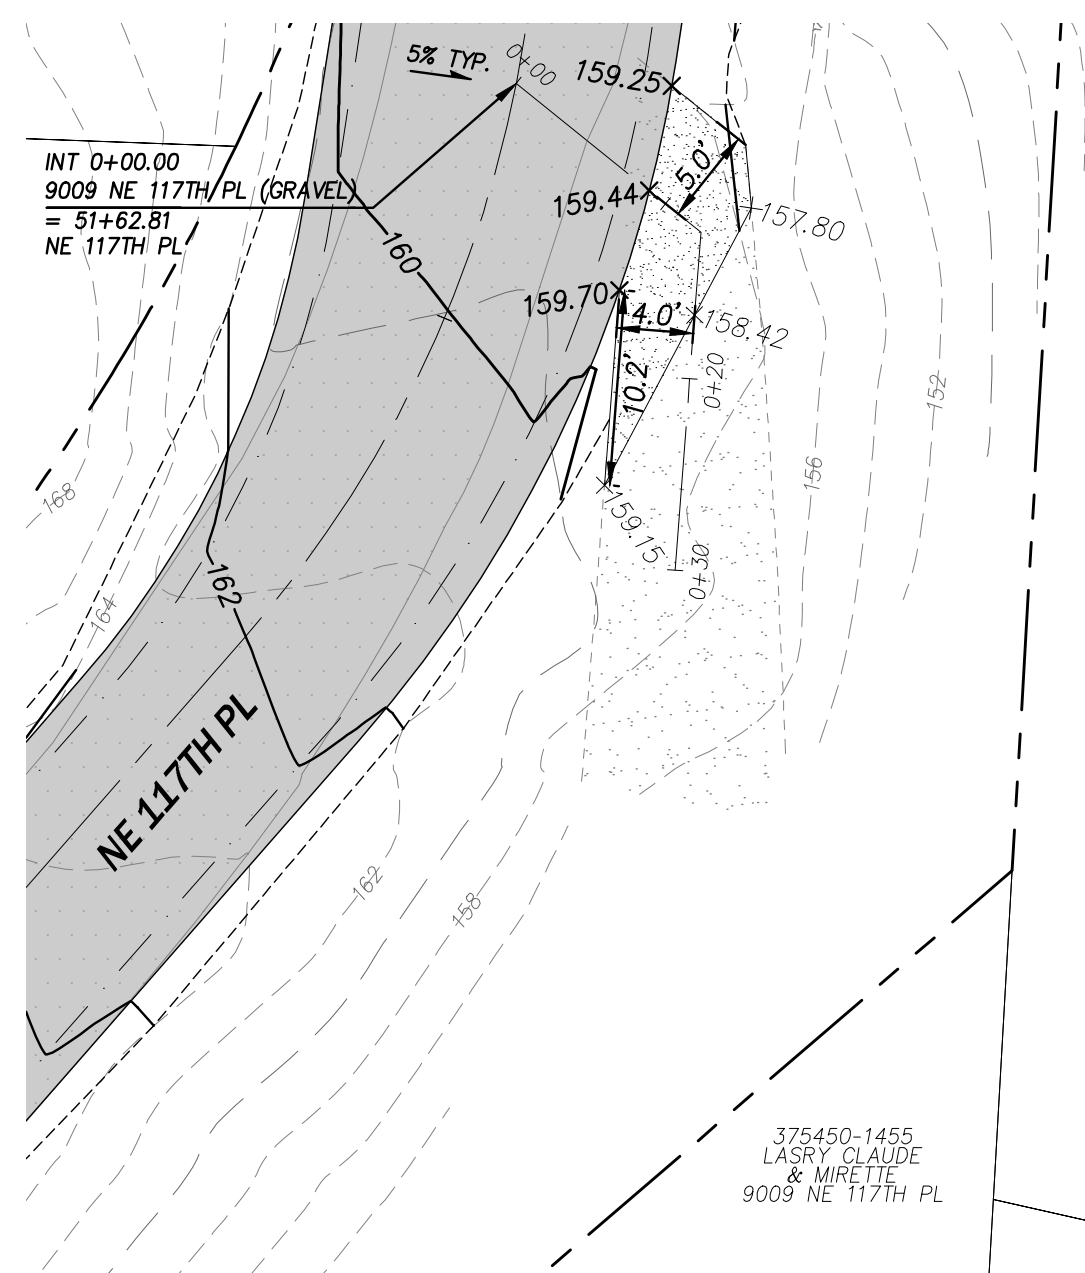 5% TYP.
0+00
159.25
INT 0+00.00
9009 NE 117TH PL (GRAVEL)
= 51+62.81
NE 117TH PL
5.0'
159.44
157.80
160
159.70
4.0'
158.42
10.2'
0+20
152
156
168
159.15
0+30
162
164
NE 117TH PL
162
158
375450-1455
LASRY CLAUDE
& MIRETTE
9009 NE 117TH PL